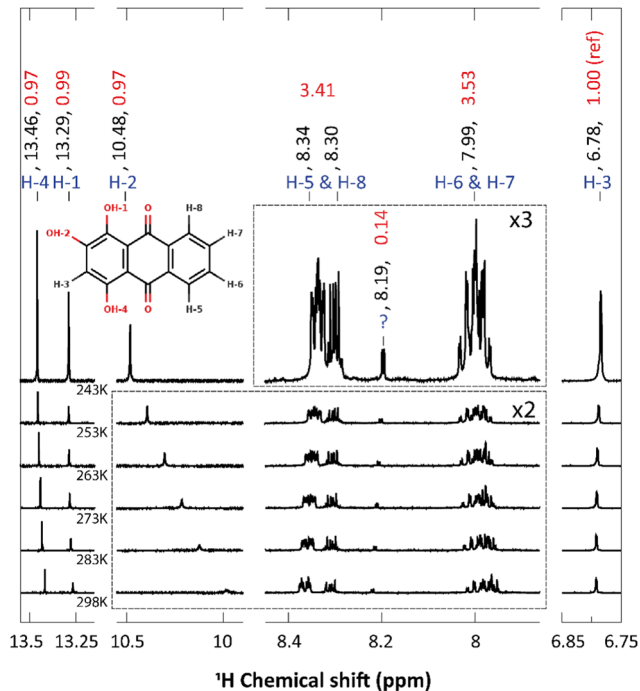 13.46, 0.97
13.29, 0.99
10.48, 0.97
3.41
8.34
, 8.30
3.53
, 7.99
6.78, 1.00 (ref)
H-4 H-1 H-2 H-5 & H-8 H-6 & H-7 H-3
OH-1 O H-8
OH-2 H-7
H-3 H-6
OH-4 O H-5
x3
?, 8.19, 0.14
243K
x2
253K
263K
273K
283K
298K
13.5 13.25 10.5 10 8.4 8.2 8 6.85 6.75
¹H Chemical shift (ppm)